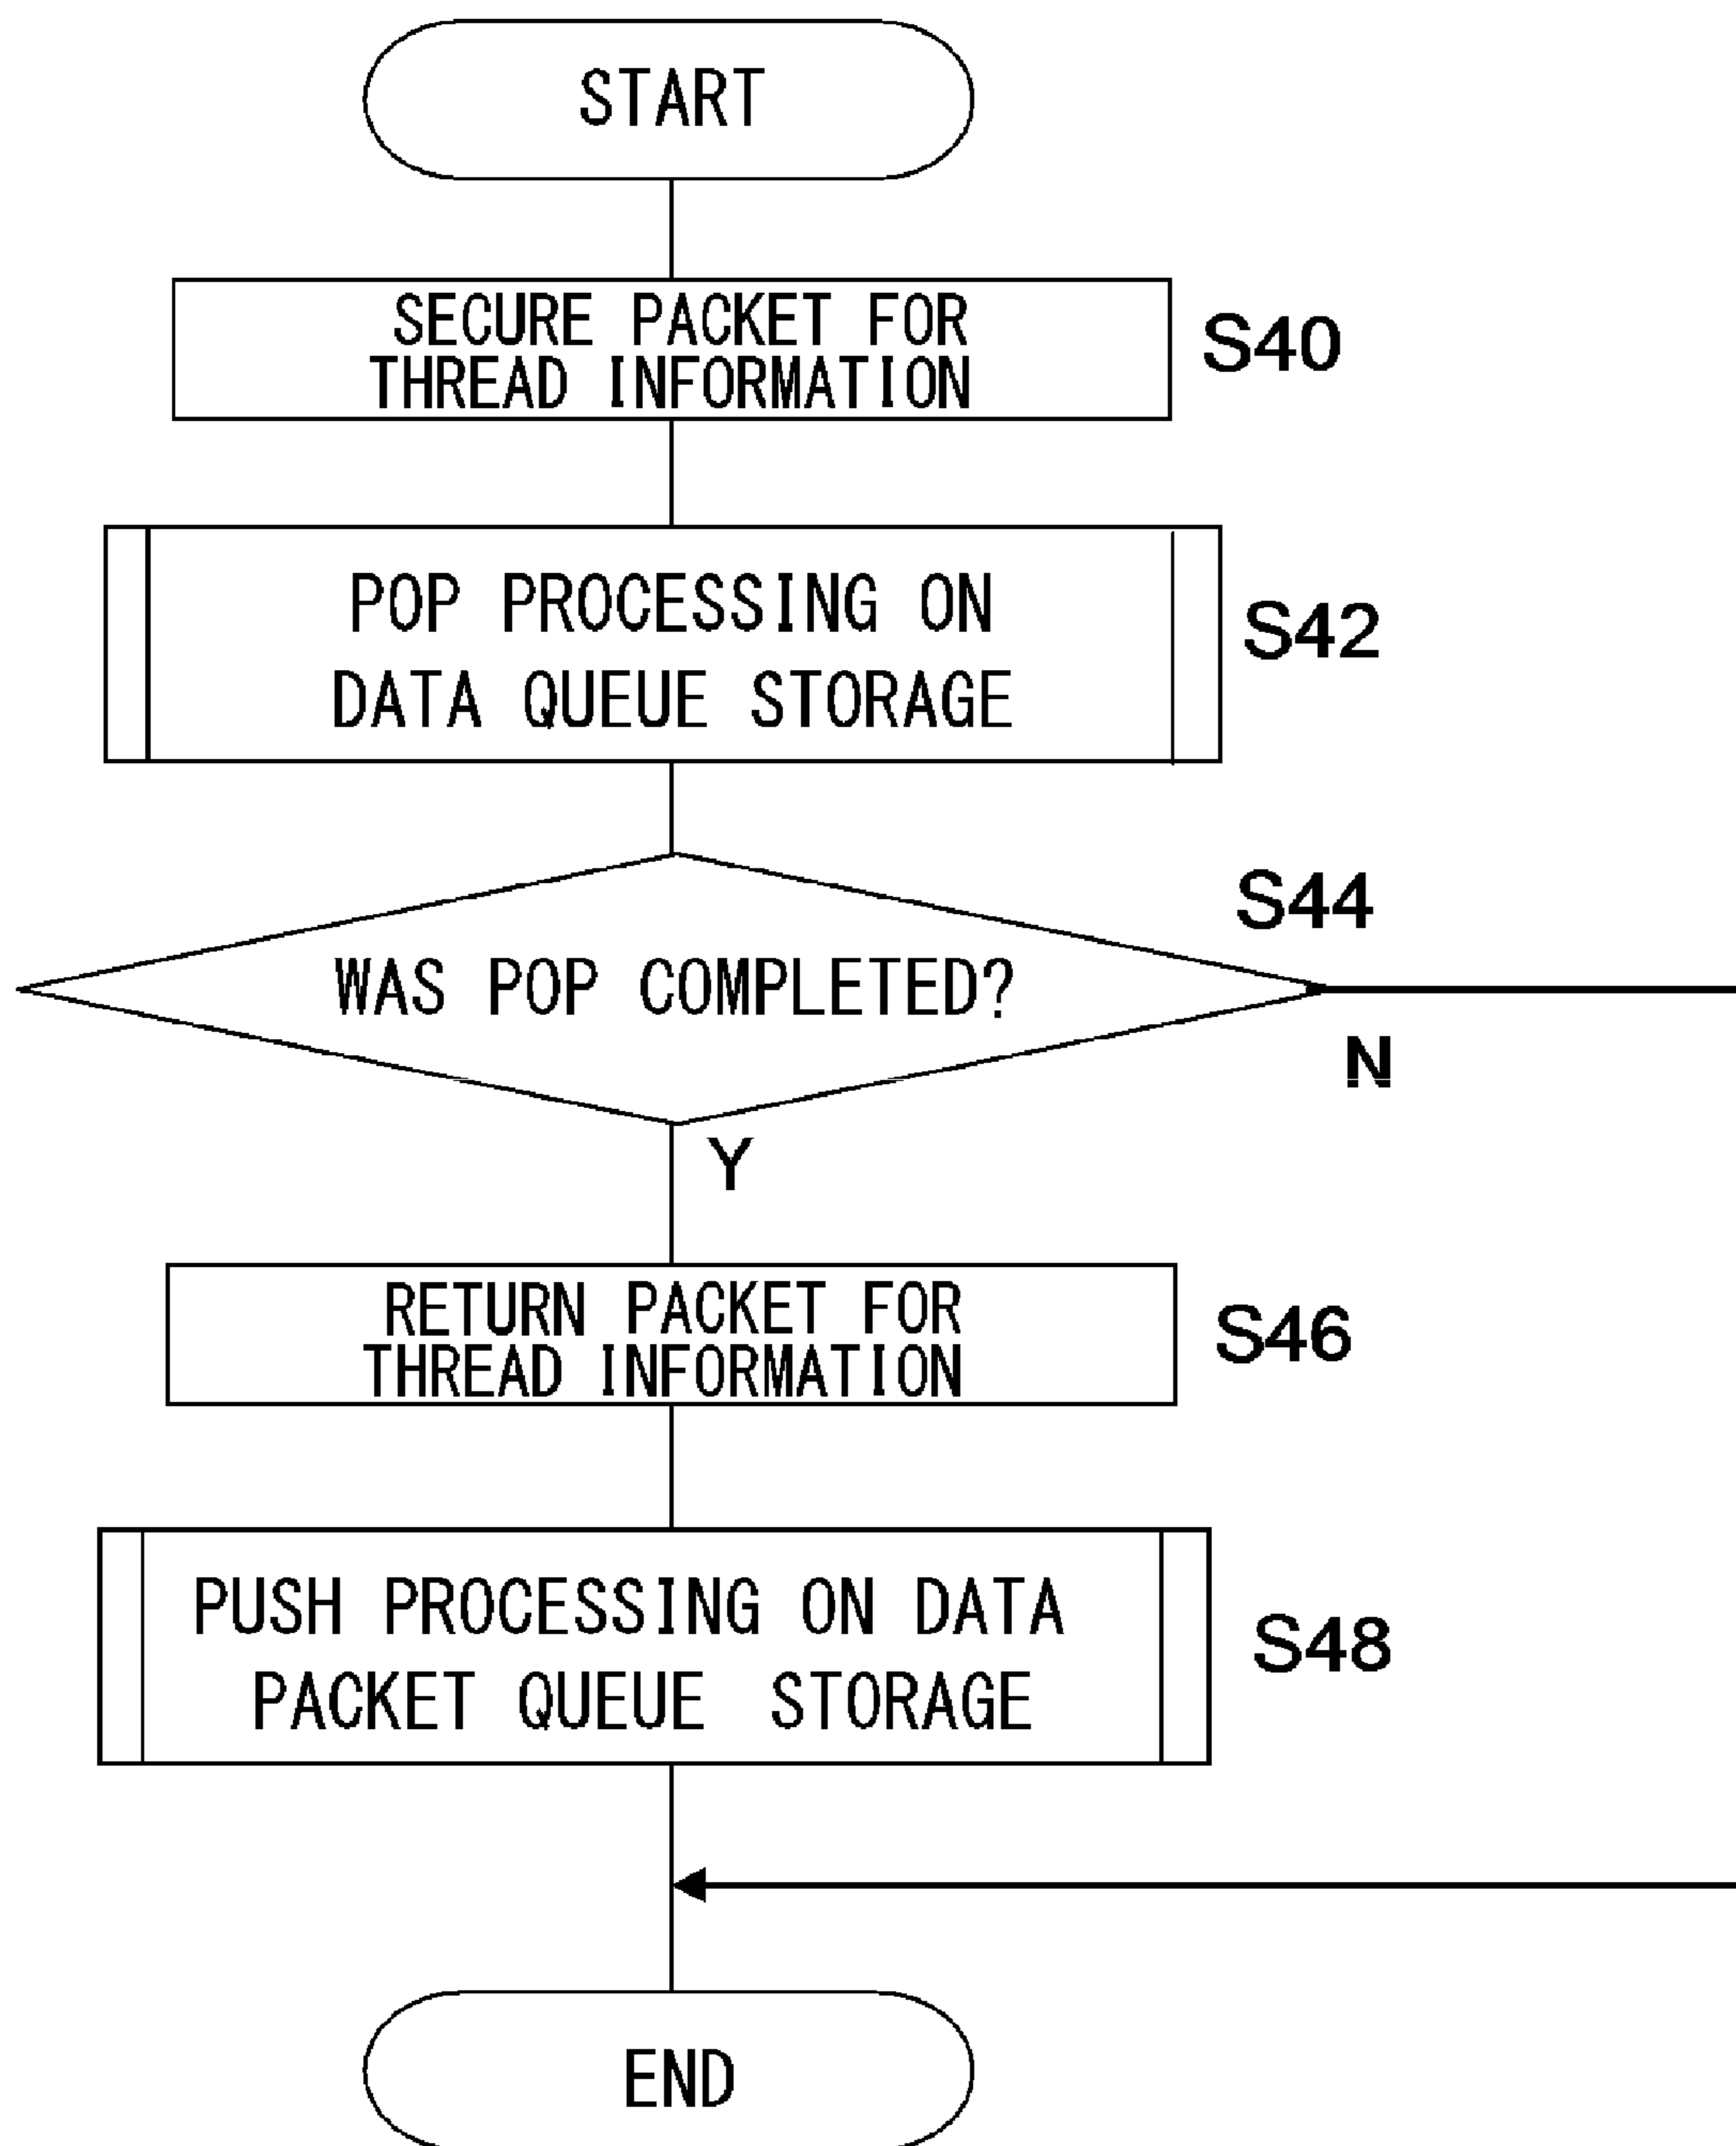 START
SECURE PACKET FOR
THREAD INFORMATION
S40
POP PROCESSING ON
DATA QUEUE STORAGE
S42
S44
WAS POP COMPLETED?
N
Y
RETURN PACKET FOR
THREAD INFORMATION
S46
PUSH PROCESSING ON DATA
PACKET QUEUE STORAGE
S48
END